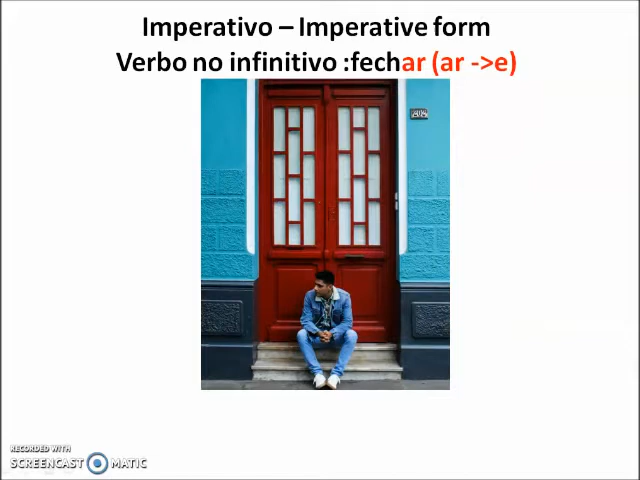 Imperativo – Imperative form
Verbo no infinitivo :fechar (ar ->e)
RECORDED WITH
SCREENCAST MATIC